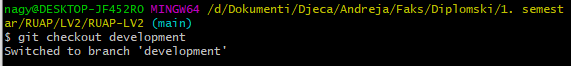 nagy@DESKTOP-JF452RO MINGW64 /d/Dokumenti/Djeca/Andreja/Faks/Diplomski/1. semest
ar/RUAP/LV2/RUAP-LV2 (main)
$ git checkout development
Switched to branch 'development'